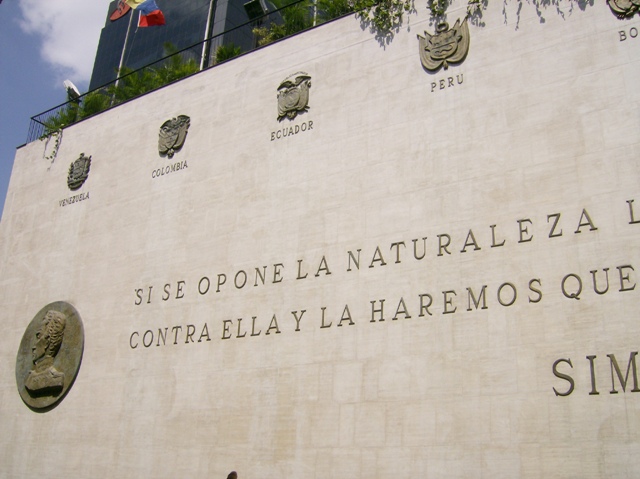 VENEZUELA
COLOMBIA
ECUADOR
PERU
BO
'SI SE OPONE LA NATURALEZA L
CONTRA ELLA Y LA HAREMOS QUE
SIM